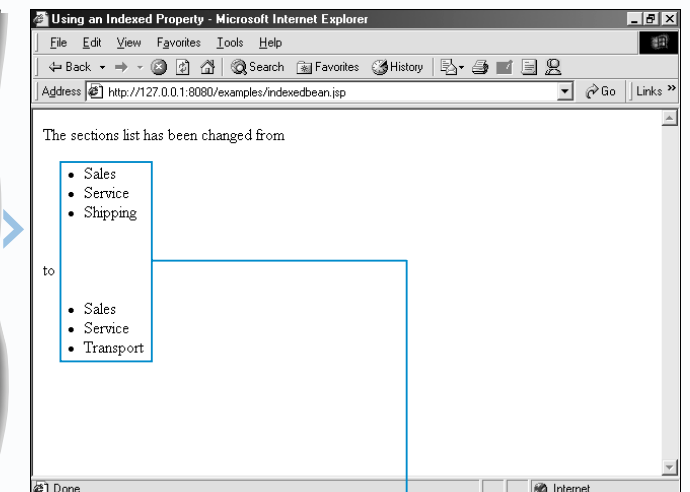 Using an Indexed Property - Microsoft Internet Explorer
File Edit View Favorites Tools Help
Back Search Favorites History
Address http://127.0.0.1:8080/examples/indexedbean.jsp Go Links »
The sections list has been changed from
• Sales
• Service
• Shipping
to
• Sales
• Service
• Transport
Done Internet